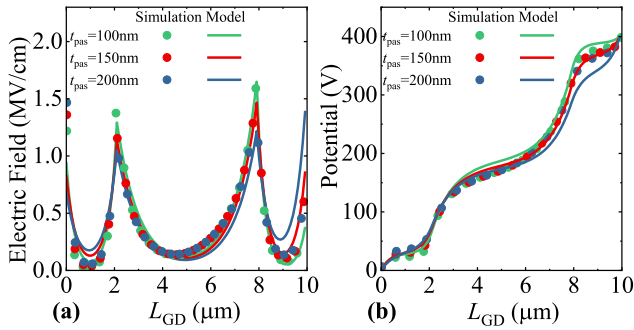 Simulation Model
tpas=100nm
tpas=150nm
tpas=200nm
2.0
1.5
1.0
0.5
0.0
Electric Field (MV/cm)
0 2 4 6 8 10
(a) LGD (μm)
Simulation Model
tpas=100nm
tpas=150nm
tpas=200nm
400
300
200
100
0
Potential (V)
0 2 4 6 8 10
(b) LGD (μm)